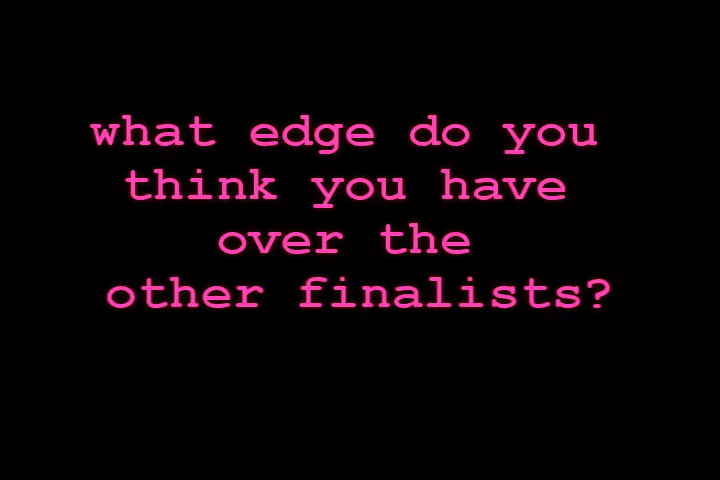 what edge do you
think you have
over the
other finalists?